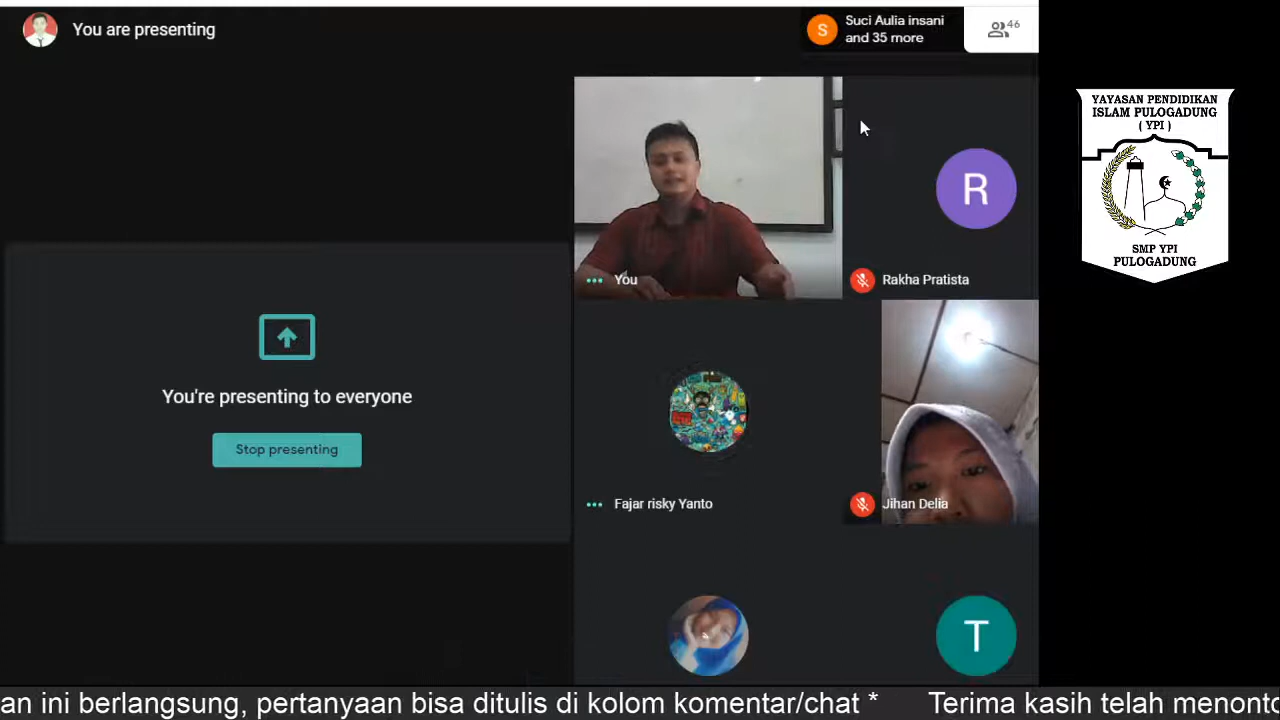 You are presenting
S
Suci Aulia insani
and 35 more
46
You
R
Rakha Pratista
You're presenting to everyone
Stop presenting
Fajar risky Yanto
Jihan Delia
T
YAYASAN PENDIDIKAN
ISLAM PULOGADUNG
( YPI )
SMP YPI
PULOGADUNG
an ini berlangsung, pertanyaan bisa ditulis di kolom komentar/chat * Terima kasih telah menonto